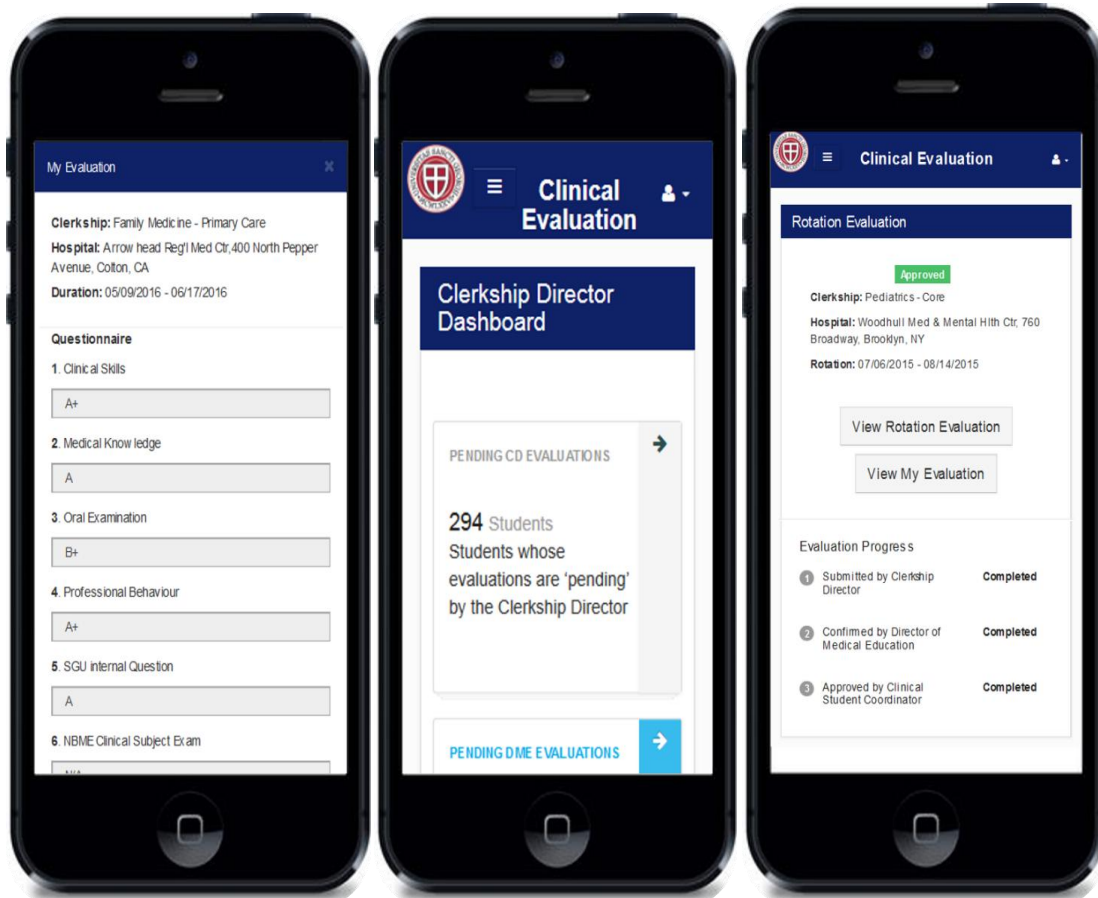 My Evaluation ×
Clerkship: Family Medicine - Primary Care
Hospital: Arrow head Reg'l Med Ctr,400 North Pepper
Avenue, Colton, CA
Duration: 05/09/2016 - 06/17/2016
Questionnaire
1. Clinical Skills
A+
2. Medical Know ledge
A
3. Oral Examination
B+
4. Professional Behaviour
A+
5. SGU internal Question
A
6. NBME Clinical Subject Exam
Clinical
Evaluation
Clerkship Director
Dashboard
PENDING CD EVALUATIONS
294 Students
Students whose
evaluations are 'pending'
by the Clerkship Director
PENDING DME EVALUATIONS
Clinical Evaluation
Rotation Evaluation
Approved
Clerkship: Pediatrics - Core
Hospital: Woodhull Med & Mental Hlth Ctr, 760
Broadway, Brooklyn, NY
Rotation: 07/06/2015 - 08/14/2015
View Rotation Evaluation
View My Evaluation
Evaluation Progress
1 Submitted by Clerkship Completed
Director
2 Confirmed by Director of Completed
Medical Education
3 Approved by Clinical Completed
Student Coordinator